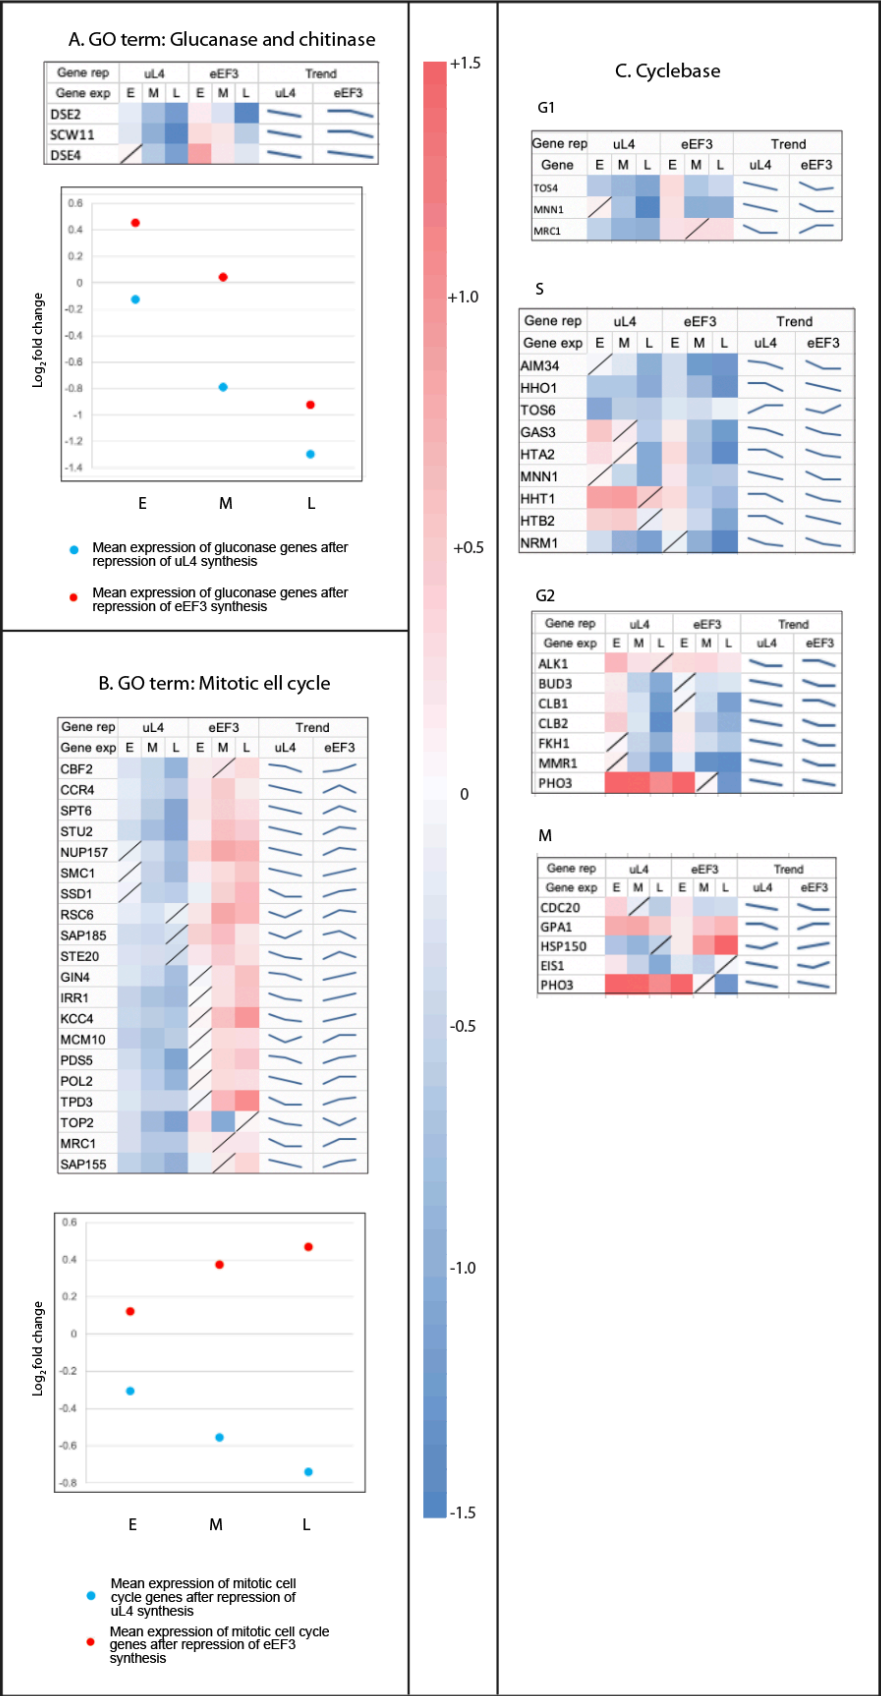 A. GO term: Glucanase and chitinase
Gene rep uL4 eEF3 Trend
Gene exp E M L E M L uL4 eEF3
DSE2
SCW11
DSE4
0.6
0.4
0.2
0
-0.2
-0.4
-0.6
-0.8
-1
-1.2
-1.4
Log2 fold change
E M L
Mean expression of gluconase genes after
repression of uL4 synthesis
Mean expression of gluconase genes after
repression of eEF3 synthesis
B. GO term: Mitotic ell cycle
Gene rep uL4 eEF3 Trend
Gene exp E M L E M L uL4 eEF3
CBF2
CCR4
SPT6
STU2
NUP157
SMC1
SSD1
RSC6
SAP185
STE20
GIN4
IRR1
KCC4
MCM10
PDS5
POL2
TPD3
TOP2
MRC1
SAP155
0.6
0.4
0.2
0
-0.2
-0.4
-0.6
-0.8
Log2 fold change
E M L
Mean expression of mitotic cell
cycle genes after repression of
uL4 synthesis
Mean expression of mitotic cell cycle
genes after repression of eEF3
synthesis
+1.5
+1.0
+0.5
0
-0.5
-1.0
-1.5
C. Cyclebase
G1
Gene rep uL4 eEF3 Trend
Gene E M L E M L uL4 eEF3
TOS4
MNN1
MRC1
S
Gene rep uL4 eEF3 Trend
Gene exp E M L E M L uL4 eEF3
AIM34
HHO1
TOS6
GAS3
HTA2
MNN1
HHT1
HTB2
NRM1
G2
Gene rep uL4 eEF3 Trend
Gene exp E M L E M L uL4 eEF3
ALK1
BUD3
CLB1
CLB2
FKH1
MMR1
PHO3
M
Gene rep uL4 eEF3 Trend
Gene exp E M L E M L uL4 eEF3
CDC20
GPA1
HSP150
EIS1
PHO3